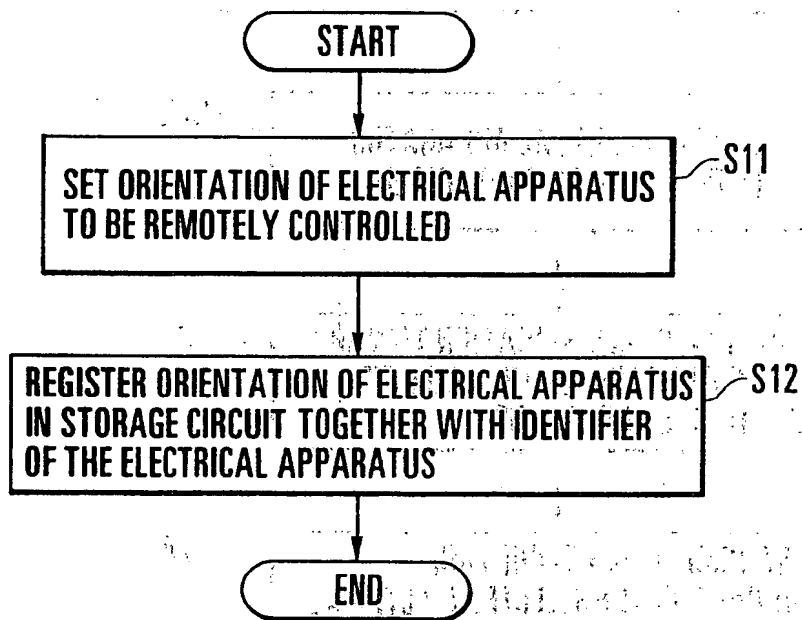 START
SET ORIENTATION OF ELECTRICAL APPARATUS
TO BE REMOTELY CONTROLLED
S11
REGISTER ORIENTATION OF ELECTRICAL APPARATUS
IN STORAGE CIRCUIT TOGETHER WITH IDENTIFIER
OF THE ELECTRICAL APPARATUS
S12
END